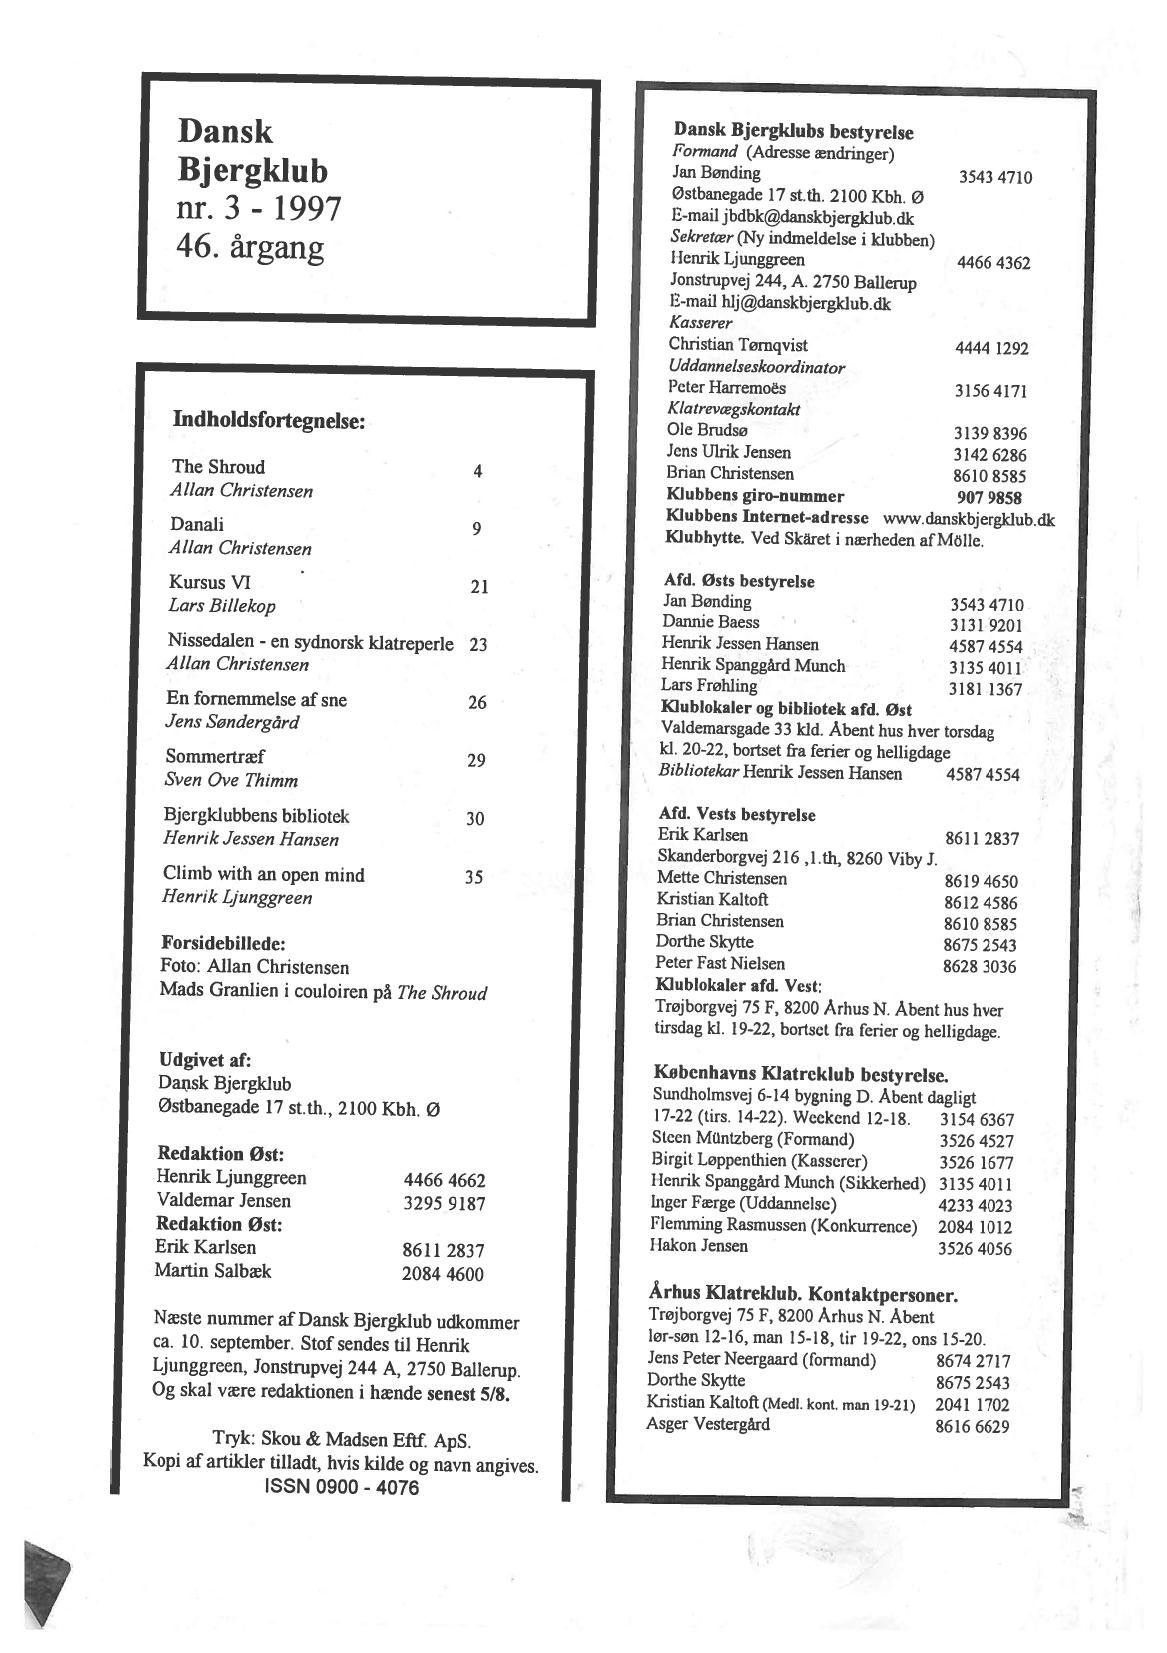 Dansk
Bjergklub
nr. 3 - 1997
46. årgang
Indholdsfortegnelse:
The Shroud 4
Allan Christensen
Danali 9
Allan Christensen
Kursus VI 21
Lars Billekop
Nissedalen - en sydnorsk klatreperle 23
Allan Christensen
En fornemmelse af sne 26
Jens Søndergård
Sommertræf 29
Sven Ove Thimm
Bjergklubbens bibliotek 30
Henrik Jessen Hansen
Climb with an open mind 35
Henrik Ljunggreen
Forsidebillede:
Foto: Allan Christensen
Mads Granlien i couloiren på The Shroud
Udgivet af:
Dansk Bjergklub
Østbanegade 17 st.th., 2100 Kbh. Ø
Redaktion Øst:
Henrik Ljunggreen 4466 4662
Valdemar Jensen 3295 9187
Redaktion Øst:
Erik Karlsen 8611 2837
Martin Salbæk 2084 4600
Næste nummer af Dansk Bjergklub udkommer
ca. 10. september. Stof sendes til Henrik
Ljunggreen, Jonstrupvej 244 A, 2750 Ballerup.
Og skal være redaktionen i hænde senest 5/8.
Tryk: Skou & Madsen Eftf. ApS.
Kopi af artikler tilladt, hvis kilde og navn angives.
ISSN 0900 - 4076
Dansk Bjergklubs bestyrelse
Formand (Adresse ændringer)
Jan Bønding 3543 4710
Østbanegade 17 st.th. 2100 Kbh. Ø
E-mail jbdbk@danskbjergklub.dk
Sekretær (Ny indmeldelse i klubben)
Henrik Ljunggreen 4466 4362
Jonstrupvej 244, A. 2750 Ballerup
E-mail hlj@danskbjergklub.dk
Kasserer
Christian Tørnqvist 4444 1292
Uddannelseskoordinator
Peter Harremoës 3156 4171
Klatrevægskontakt
Ole Brudsø 3139 8396
Jens Ulrik Jensen 3142 6286
Brian Christensen 8610 8585
Klubbens giro-nummer 907 9858
Klubbens Internet-adresse www.danskbjergklub.dk
Klubhytte. Ved Skäret i nærheden af Mölle.
Afd. Østs bestyrelse
Jan Bønding 3543 4710
Dannie Baess 3131 9201
Henrik Jessen Hansen 4587 4554
Henrik Spanggård Munch 3135 4011
Lars Frøhling 3181 1367
Klublokaler og bibliotek afd. Øst
Valdemarsgade 33 kld. Åbent hus hver torsdag
kl. 20-22, bortset fra ferier og helligdage
Bibliotekar Henrik Jessen Hansen 4587 4554
Afd. Vests bestyrelse
Erik Karlsen 8611 2837
Skanderborgvej 216 ,1.th, 8260 Viby J.
Mette Christensen 8619 4650
Kristian Kaltoft 8612 4586
Brian Christensen 8610 8585
Dorthe Skytte 8675 2543
Peter Fast Nielsen 8628 3036
Klublokaler afd. Vest:
Trøjborgvej 75 F, 8200 Århus N. Åbent hus hver
tirsdag kl. 19-22, bortset fra ferier og helligdage.
Københavns Klatreklub bestyrelse.
Sundholmsvej 6-14 bygning D. Åbent dagligt
17-22 (tirs. 14-22). Weekend 12-18. 3154 6367
Steen Müntzberg (Formand) 3526 4527
Birgit Løppenthien (Kasserer) 3526 1677
Henrik Spanggård Munch (Sikkerhed) 3135 4011
Inger Færge (Uddannelse) 4233 4023
Flemming Rasmussen (Konkurrence) 2084 1012
Hakon Jensen 3526 4056
Århus Klatreklub. Kontaktpersoner.
Trøjborgvej 75 F, 8200 Århus N. Åbent
lør-søn 12-16, man 15-18, tir 19-22, ons 15-20.
Jens Peter Neergaard (formand) 8674 2717
Dorthe Skytte 8675 2543
Kristian Kaltoft (Medl. kont. man 19-21) 2041 1702
Asger Vestergård 8616 6629